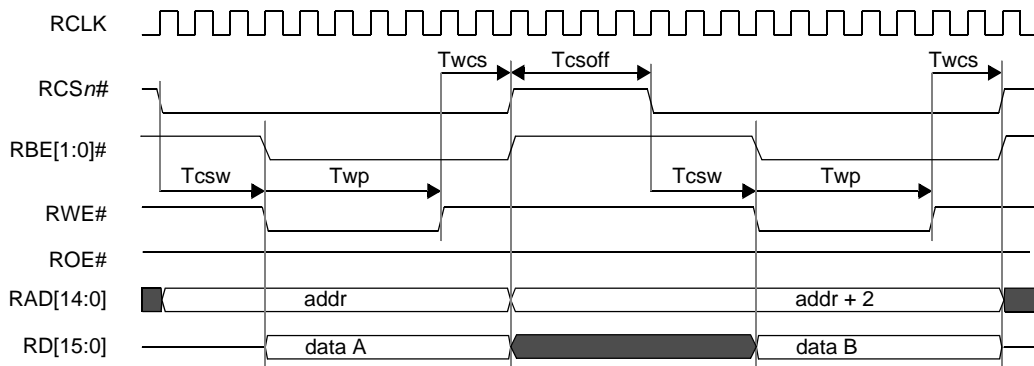 RCLK
Twcs Tcsoff Twcs
RCSn#
RBE[1:0]#
Tcsw Twp Tcsw Twp
RWE#
ROE#
RAD[14:0] addr addr + 2
RD[15:0] data A data B